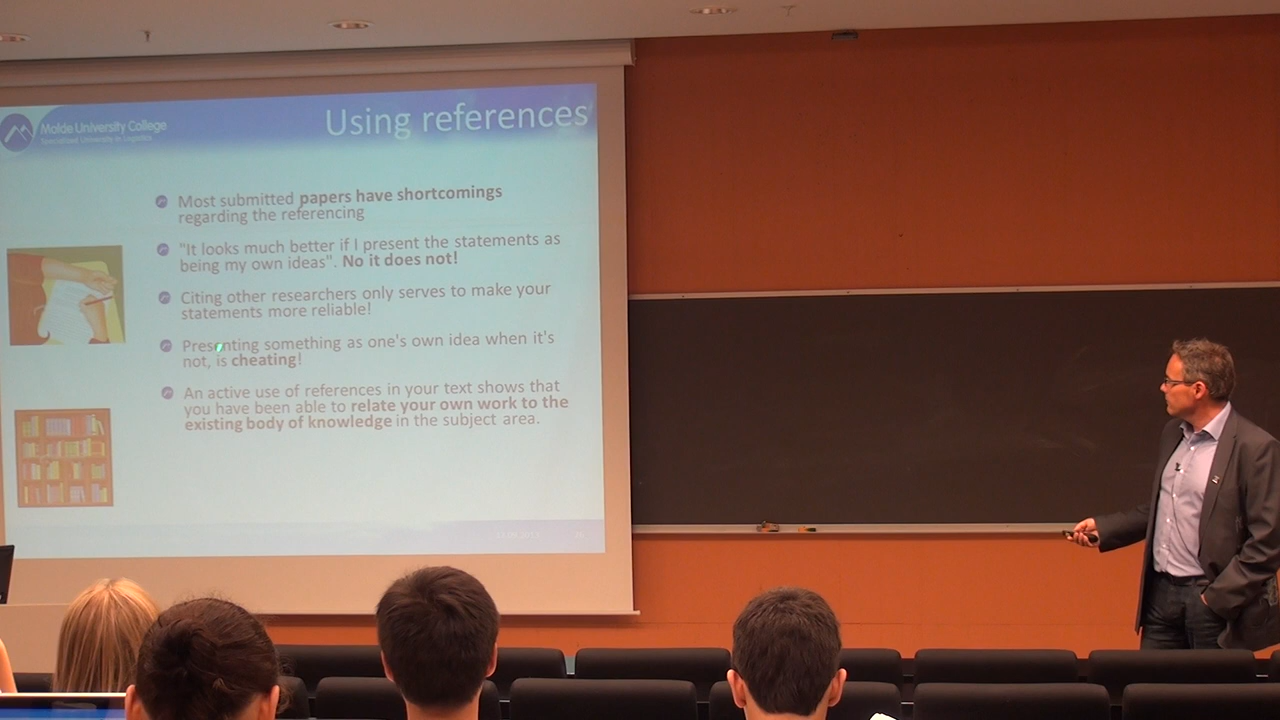 Molde University College
Specialized University in Logistics
Using references
Most submitted papers have shortcomings
regarding the referencing
"It looks much better if I present the statements as
being my own ideas". No it does not!
Citing other researchers only serves to make your
statements more reliable!
Presenting something as one's own idea when it's
not, is cheating!
An active use of references in your text shows that
you have been able to relate your own work to the
existing body of knowledge in the subject area.